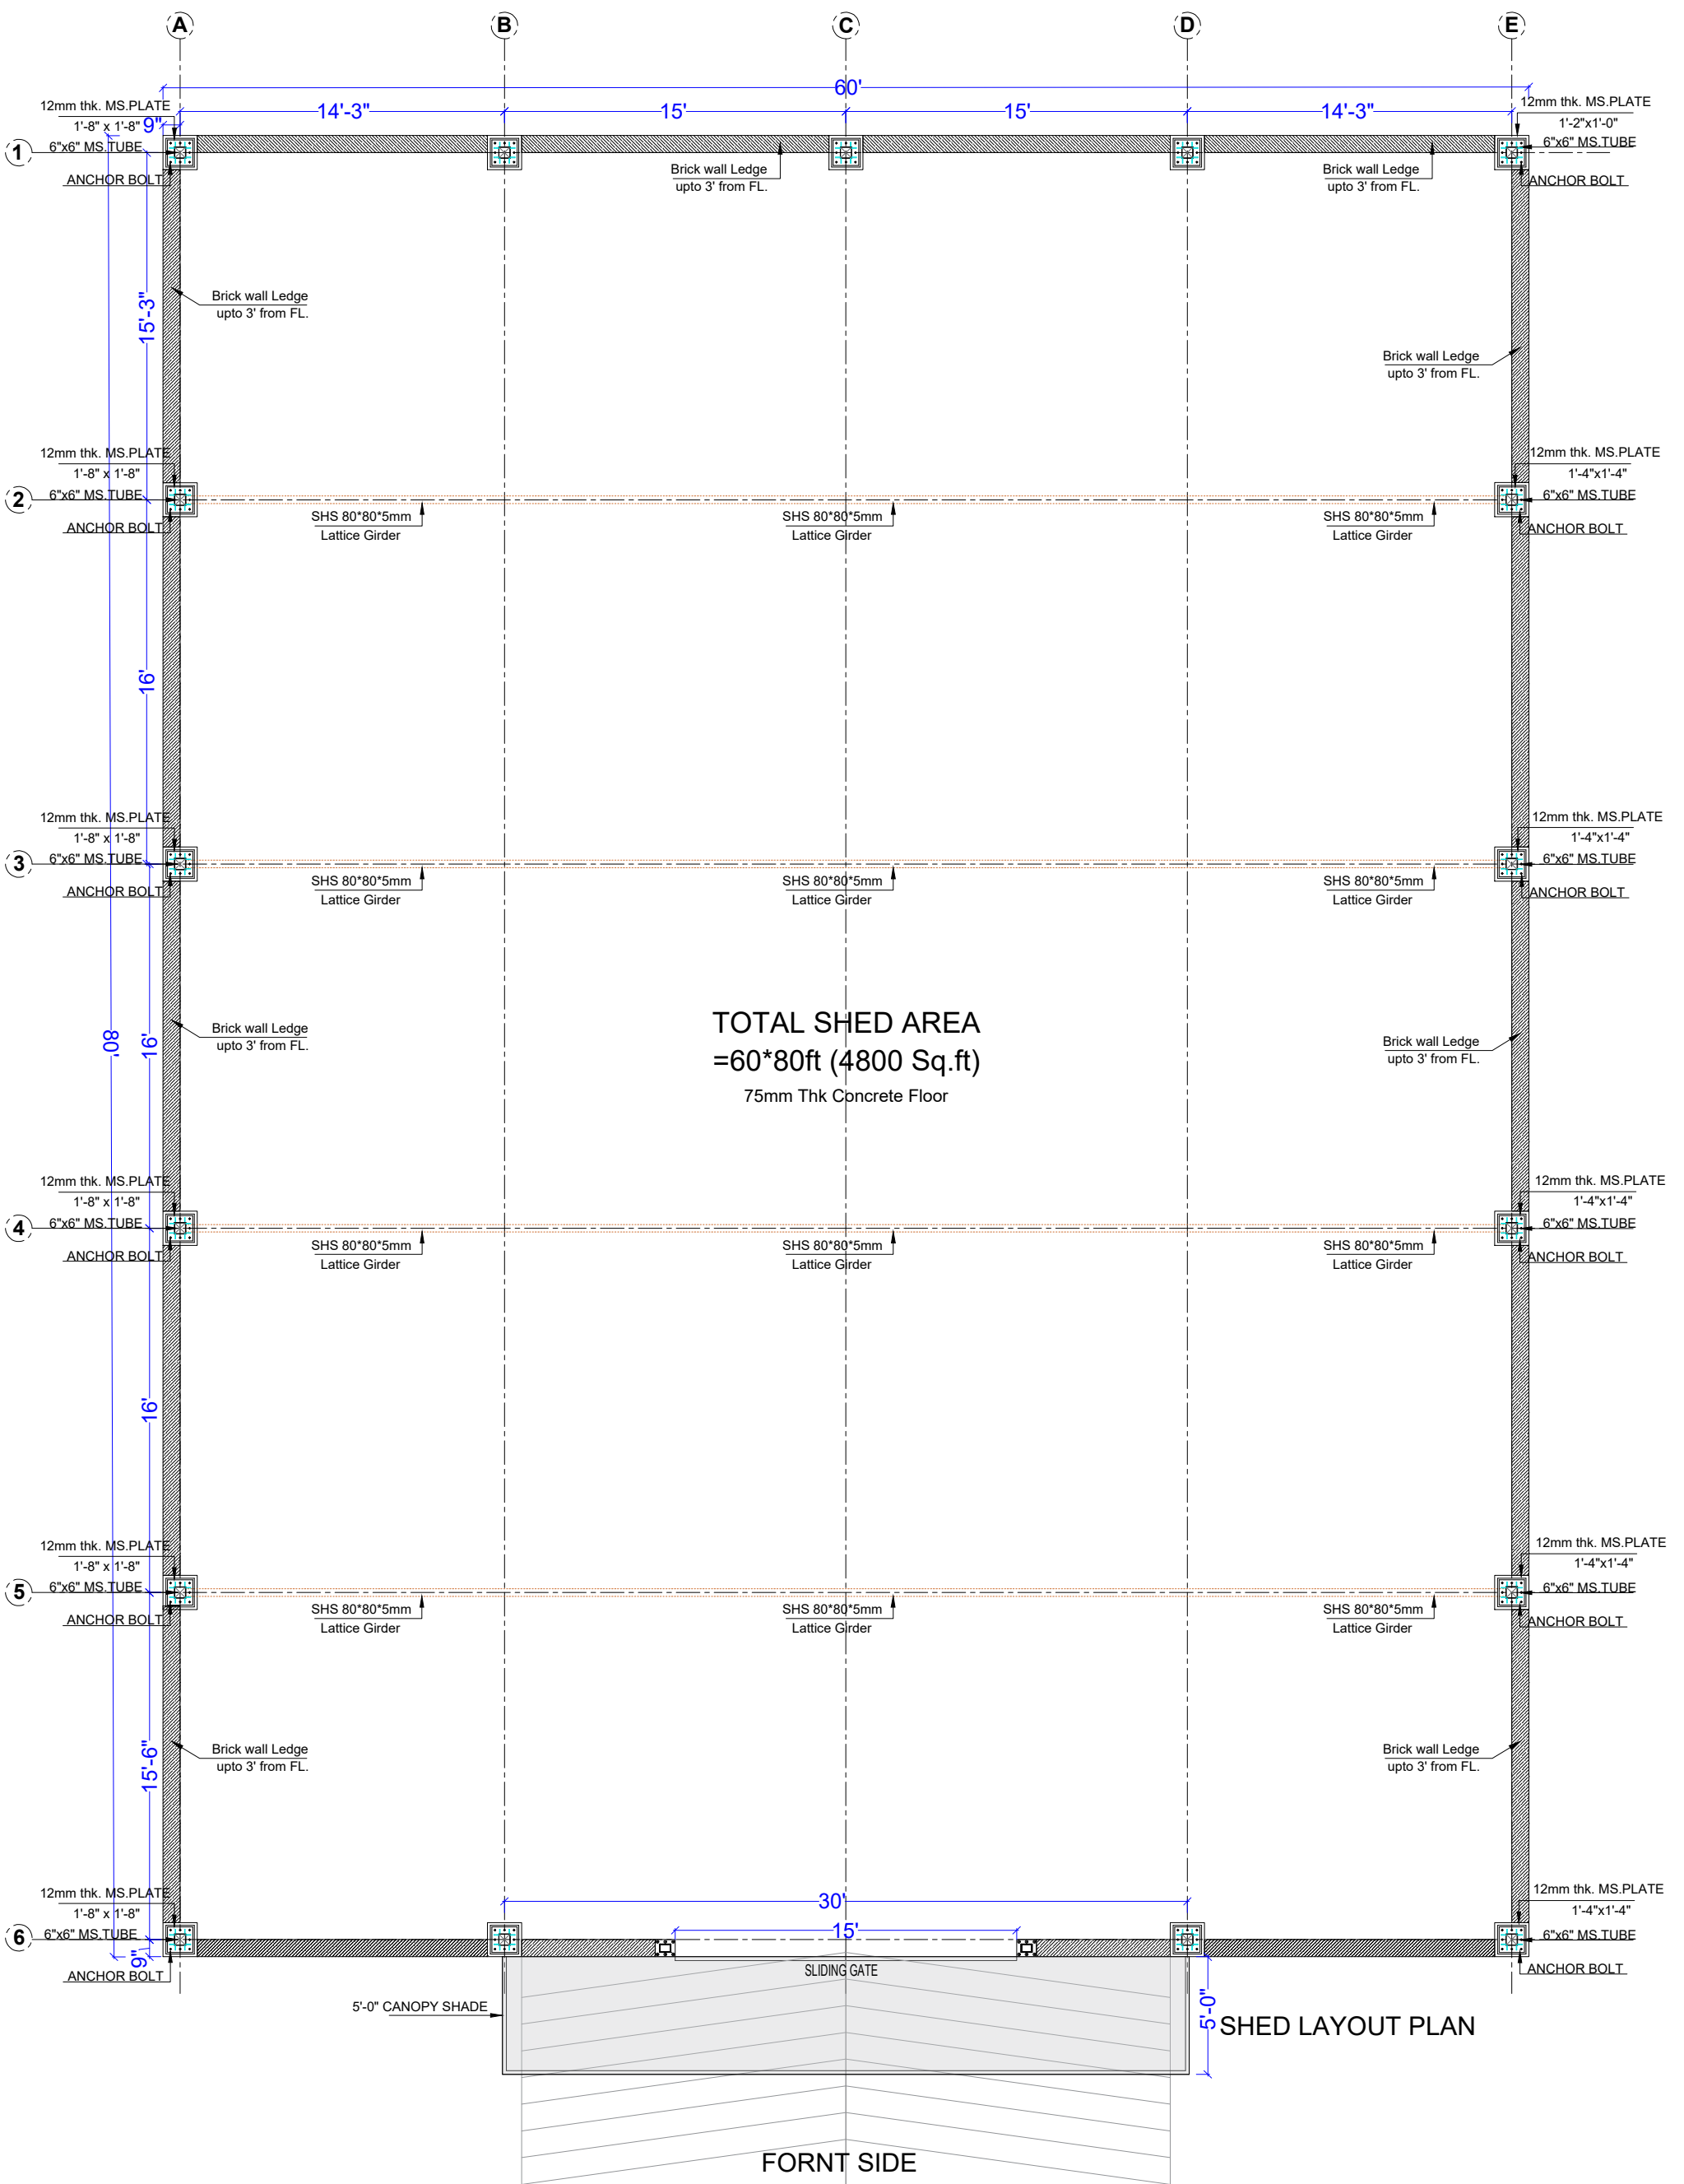 A B C D E
60'
14'-3" 15' 15' 14'-3"
9"
12mm thk. MS.PLATE
1'-8" x 1'-8"
1
6"x6" MS.TUBE
ANCHOR BOLT
12mm thk. MS.PLATE
1'-2"x1'-0"
6"x6" MS.TUBE
ANCHOR BOLT
Brick wall Ledge
upto 3' from FL.
Brick wall Ledge
upto 3' from FL.
Brick wall Ledge
upto 3' from FL.
15'-3"
Brick wall Ledge
upto 3' from FL.
12mm thk. MS.PLATE
1'-8" x 1'-8"
2
6"x6" MS.TUBE
ANCHOR BOLT
SHS 80*80*5mm
Lattice Girder
SHS 80*80*5mm
Lattice Girder
SHS 80*80*5mm
Lattice Girder
12mm thk. MS.PLATE
1'-4"x1'-4"
6"x6" MS.TUBE
ANCHOR BOLT
16'
12mm thk. MS.PLATE
1'-8" x 1'-8"
3
6"x6" MS.TUBE
ANCHOR BOLT
SHS 80*80*5mm
Lattice Girder
SHS 80*80*5mm
Lattice Girder
SHS 80*80*5mm
Lattice Girder
12mm thk. MS.PLATE
1'-4"x1'-4"
6"x6" MS.TUBE
ANCHOR BOLT
80'
16'
Brick wall Ledge
upto 3' from FL.
TOTAL SHED AREA
=60*80ft (4800 Sq.ft)
75mm Thk Concrete Floor
Brick wall Ledge
upto 3' from FL.
12mm thk. MS.PLATE
1'-8" x 1'-8"
4
6"x6" MS.TUBE
ANCHOR BOLT
SHS 80*80*5mm
Lattice Girder
SHS 80*80*5mm
Lattice Girder
SHS 80*80*5mm
Lattice Girder
12mm thk. MS.PLATE
1'-4"x1'-4"
6"x6" MS.TUBE
ANCHOR BOLT
16'
12mm thk. MS.PLATE
1'-8" x 1'-8"
5
6"x6" MS.TUBE
ANCHOR BOLT
SHS 80*80*5mm
Lattice Girder
SHS 80*80*5mm
Lattice Girder
SHS 80*80*5mm
Lattice Girder
12mm thk. MS.PLATE
1'-4"x1'-4"
6"x6" MS.TUBE
ANCHOR BOLT
15'-6"
Brick wall Ledge
upto 3' from FL.
Brick wall Ledge
upto 3' from FL.
12mm thk. MS.PLATE
1'-8" x 1'-8"
6
6"x6" MS.TUBE
9"
ANCHOR BOLT
30'
15'
12mm thk. MS.PLATE
1'-4"x1'-4"
6"x6" MS.TUBE
ANCHOR BOLT
SLIDING GATE
5'-0" CANOPY SHADE
5'-0"
SHED LAYOUT PLAN
FORNT SIDE